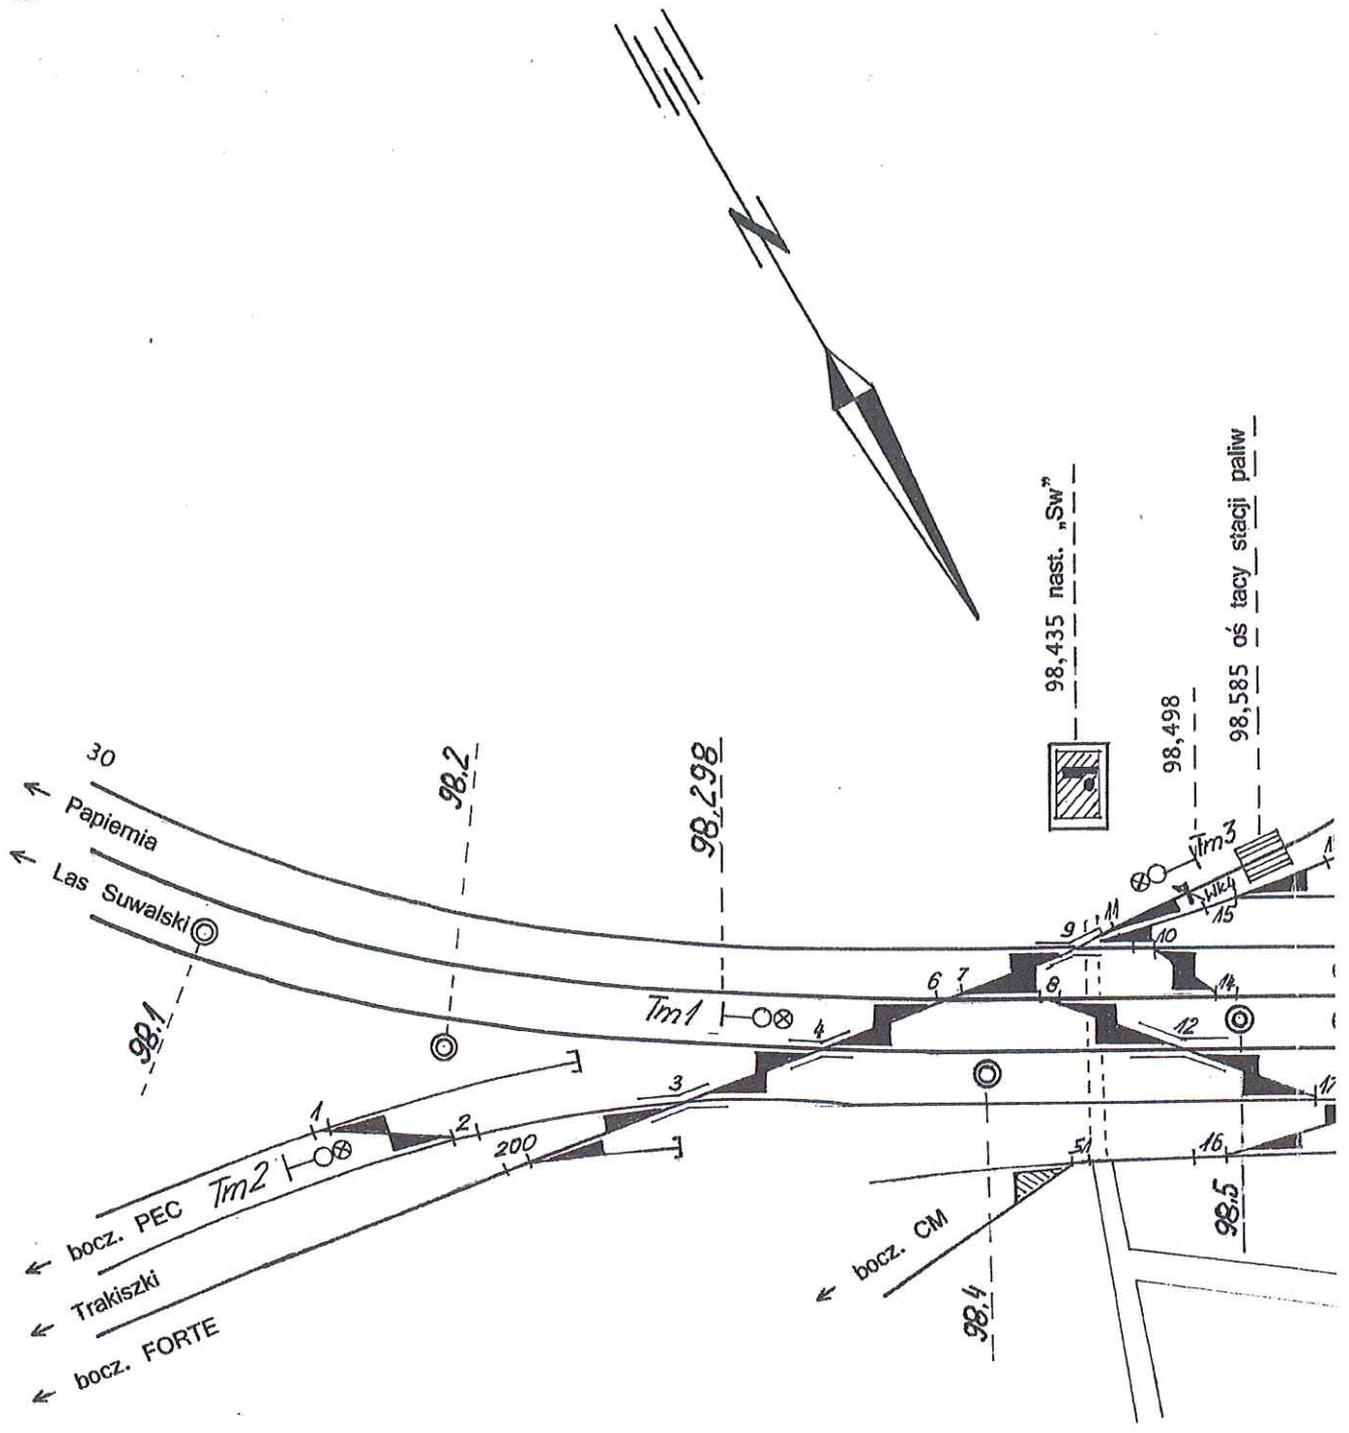 98,435 nast. „Sw”
98,498
98,585 oś tacy stacji paliw
30
Papiernia
Las Suwalski
98.1
98.2
98,298
Tm1
Tm3
Wk4
9
11
10
15
6
7
8
14
4
12
3
1
2
200
51
16
17
Tm2
bocz. PEC
Trakiszki
bocz. FORTE
bocz. CM
98.4
98.5